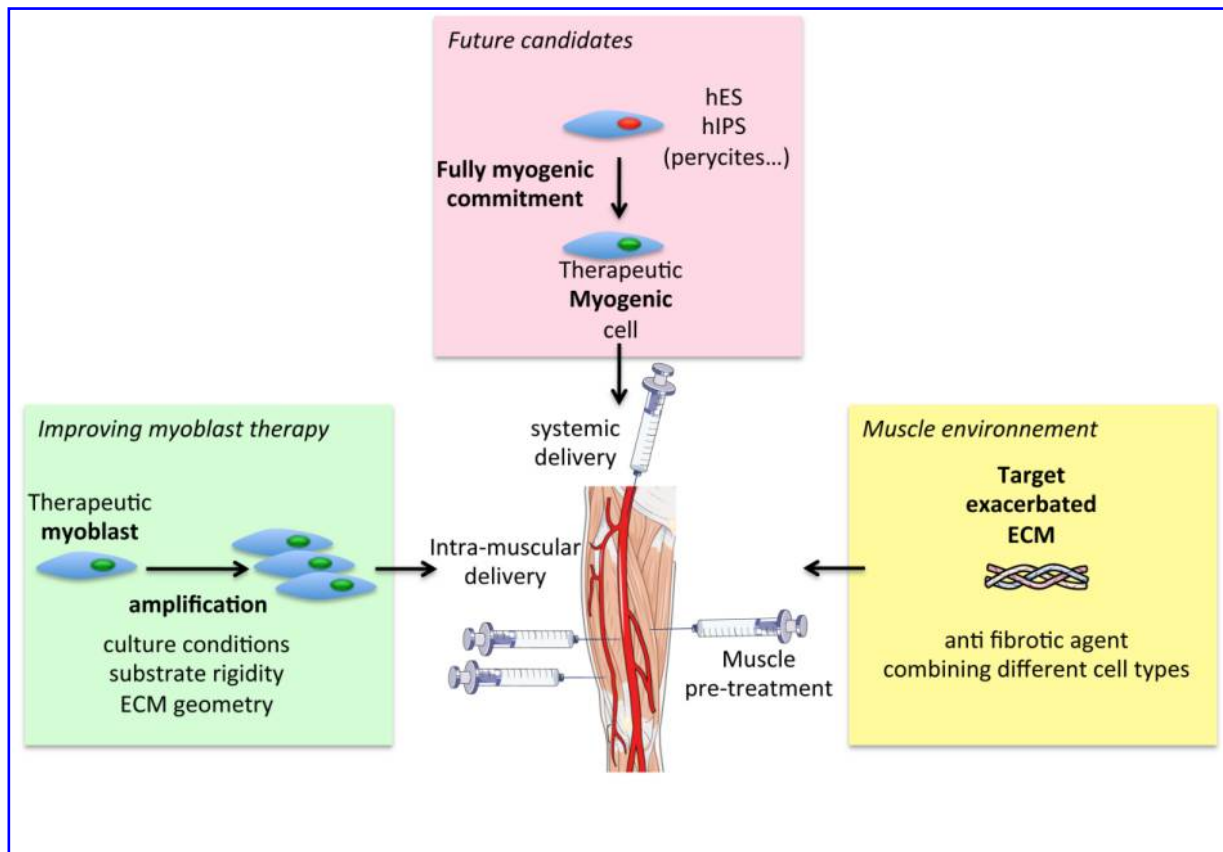 Future candidates
hES
hIPS
(perycites...)
Fully myogenic
commitment
Therapeutic
Myogenic
cell
systemic
delivery
Improving myoblast therapy
Therapeutic
myoblast
amplification
culture conditions
substrate rigidity
ECM geometry
Intra-muscular
delivery
Muscle
pre-treatment
Muscle environnement
Target
exacerbated
ECM
anti fibrotic agent
combining different cell types